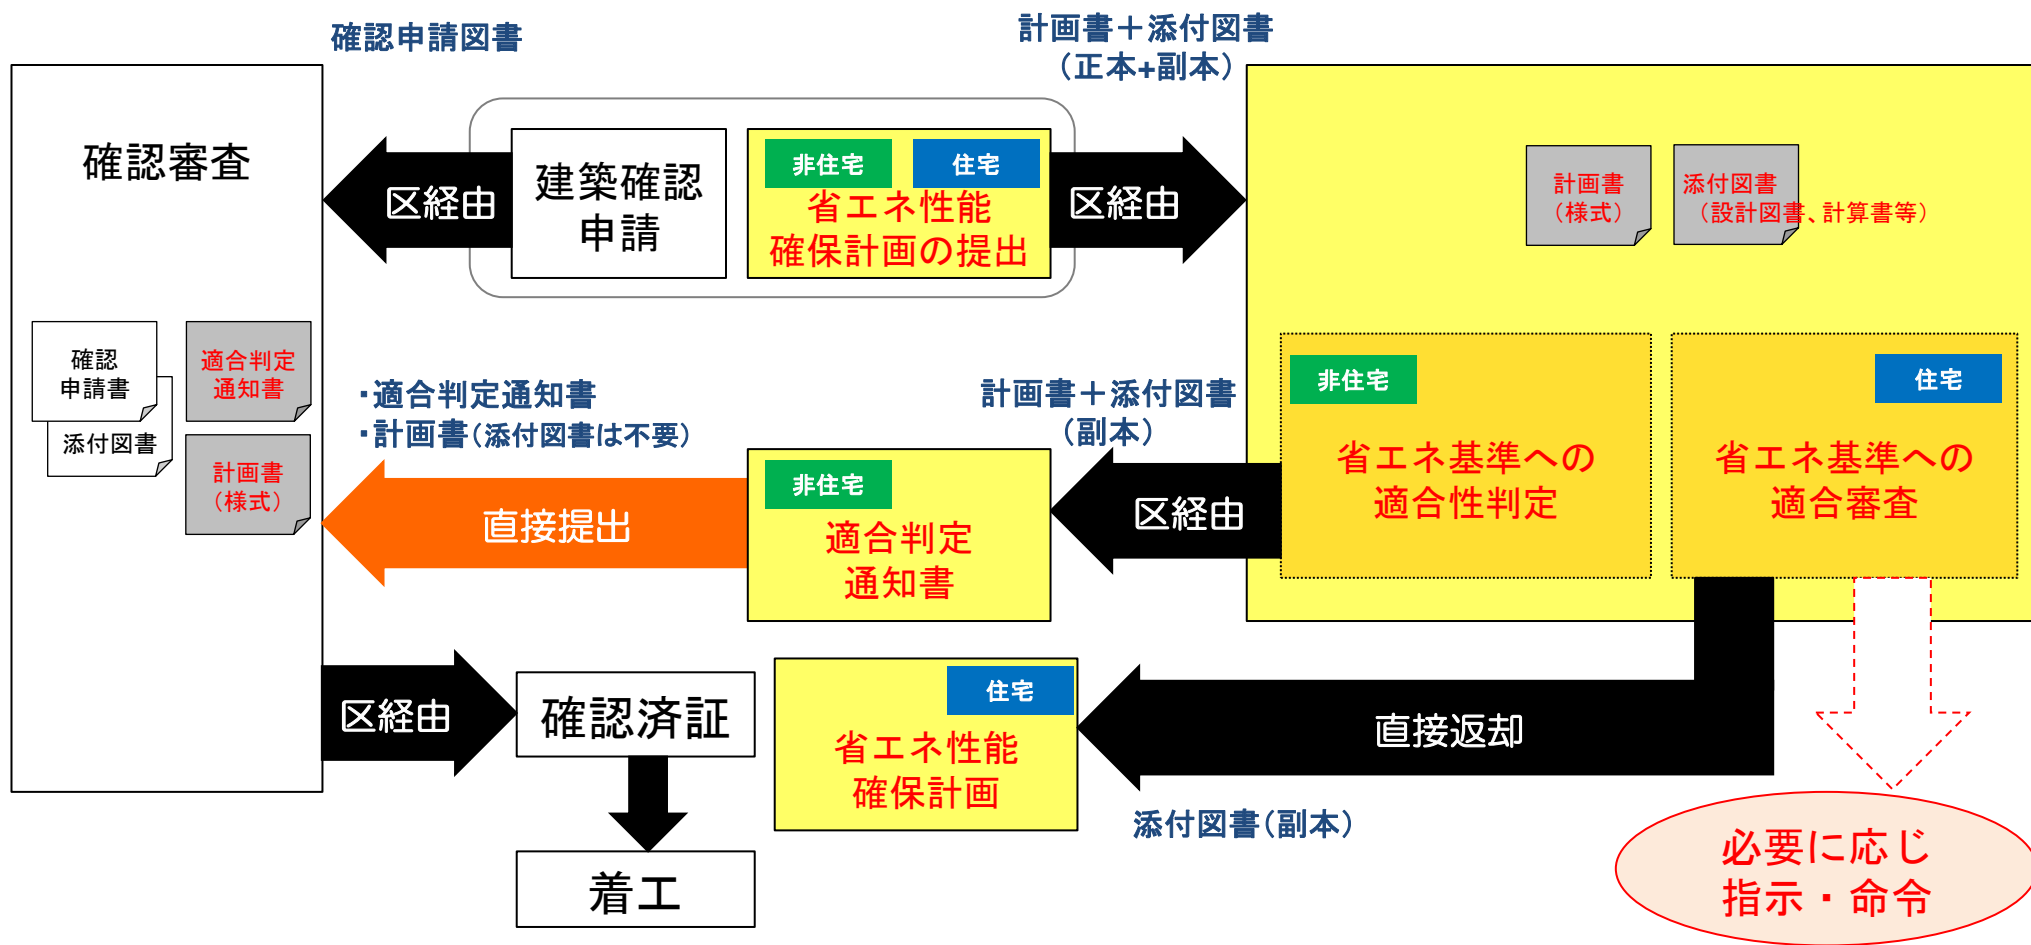 確認申請図書
計画書＋添付図書
（正本+副本）
確認審査
区経由
建築確認
申請
非住宅
住宅
省エネ性能
確保計画の提出
区経由
計画書
（様式）
添付図書
（設計図書、計算書等）
確認
申請書
添付図書
適合判定
通知書
計画書
（様式）
・適合判定通知書
・計画書（添付図書は不要）
直接提出
非住宅
適合判定
通知書
計画書＋添付図書
（副本）
区経由
非住宅
省エネ基準への
適合性判定
住宅
省エネ基準への
適合審査
区経由
確認済証
着工
住宅
省エネ性能
確保計画
直接返却
添付図書（副本）
必要に応じ
指示・命令